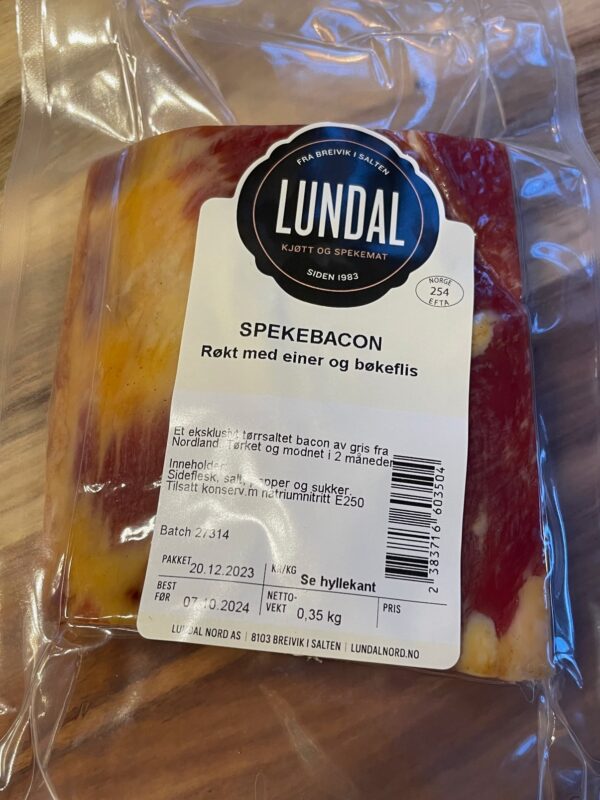 FRA BREIVIK I SALTEN
LUNDAL
KJØTT OG SPEKEMAT
SIDEN 1983
NORGE
254
EFTA
SPEKEBACON
Røkt med einer og bøkeflis
Et eksklusivt tørrsaltet bacon av gris fra
Nordland. Tørket og modnet i 2 måneder
Inneholder:
Sideflesk, salt, pepper og sukker.
Tilsatt konserv.m natriumnitritt E250
Batch 27314
PAKKET 20.12.2023
KR/KG Se hyllekant
BEST FØR 07.10.2024
NETTO-VEKT 0,35 kg
PRIS
2 383716 603504
LUNDAL NORD AS | 8103 BREIVIK I SALTEN | LUNDALNORD.NO